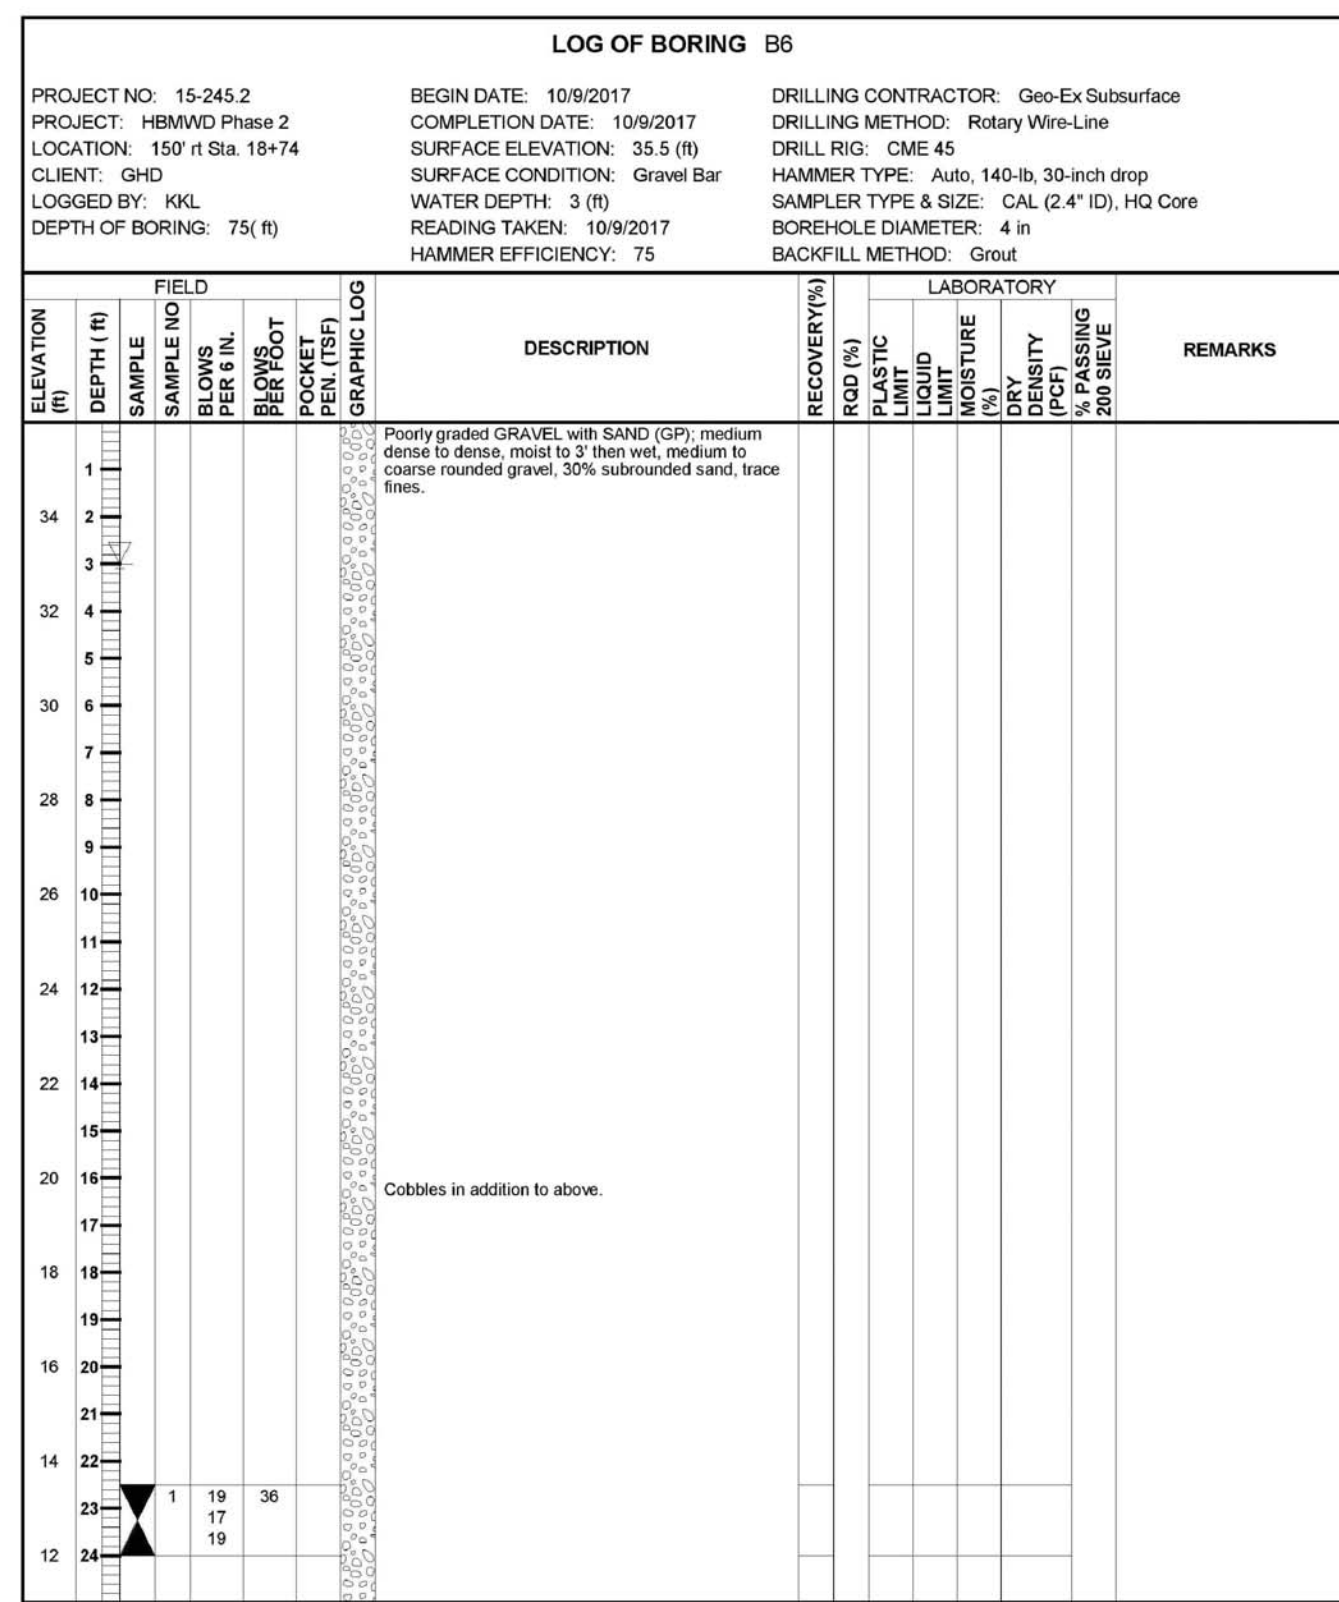 LOG OF BORING B6
PROJECT NO: 15-245.2
PROJECT: HBMWD Phase 2
LOCATION: 150' rt Sta. 18+74
CLIENT: GHD
LOGGED BY: KKL
DEPTH OF BORING: 75( ft)
BEGIN DATE: 10/9/2017
COMPLETION DATE: 10/9/2017
SURFACE ELEVATION: 35.5 (ft)
SURFACE CONDITION: Gravel Bar
WATER DEPTH: 3 (ft)
READING TAKEN: 10/9/2017
HAMMER EFFICIENCY: 75
DRILLING CONTRACTOR: Geo-Ex Subsurface
DRILLING METHOD: Rotary Wire-Line
DRILL RIG: CME 45
HAMMER TYPE: Auto, 140-lb, 30-inch drop
SAMPLER TYPE & SIZE: CAL (2.4" ID), HQ Core
BOREHOLE DIAMETER: 4 in
BACKFILL METHOD: Grout
FIELD
LABORATORY
ELEVATION
(ft)
DEPTH ( ft)
SAMPLE
SAMPLE NO
BLOWS
PER 6 IN.
BLOWS
PER FOOT
POCKET
PEN. (TSF)
GRAPHIC LOG
DESCRIPTION
RECOVERY(%)
RQD (%)
PLASTIC
LIMIT
LIQUID
LIMIT
MOISTURE
(%)
DRY
DENSITY
(PCF)
% PASSING
200 SIEVE
REMARKS
Poorly graded GRAVEL with SAND (GP); medium
dense to dense, moist to 3' then wet, medium to
coarse rounded gravel, 30% subrounded sand, trace
fines.
1
34 2
3
32 4
5
30 6
7
28 8
9
26 10
11
24 12
13
22 14
15
20 16
Cobbles in addition to above.
17
18 18
19
16 20
21
14 22
1 19 36
23
17
19
12 24